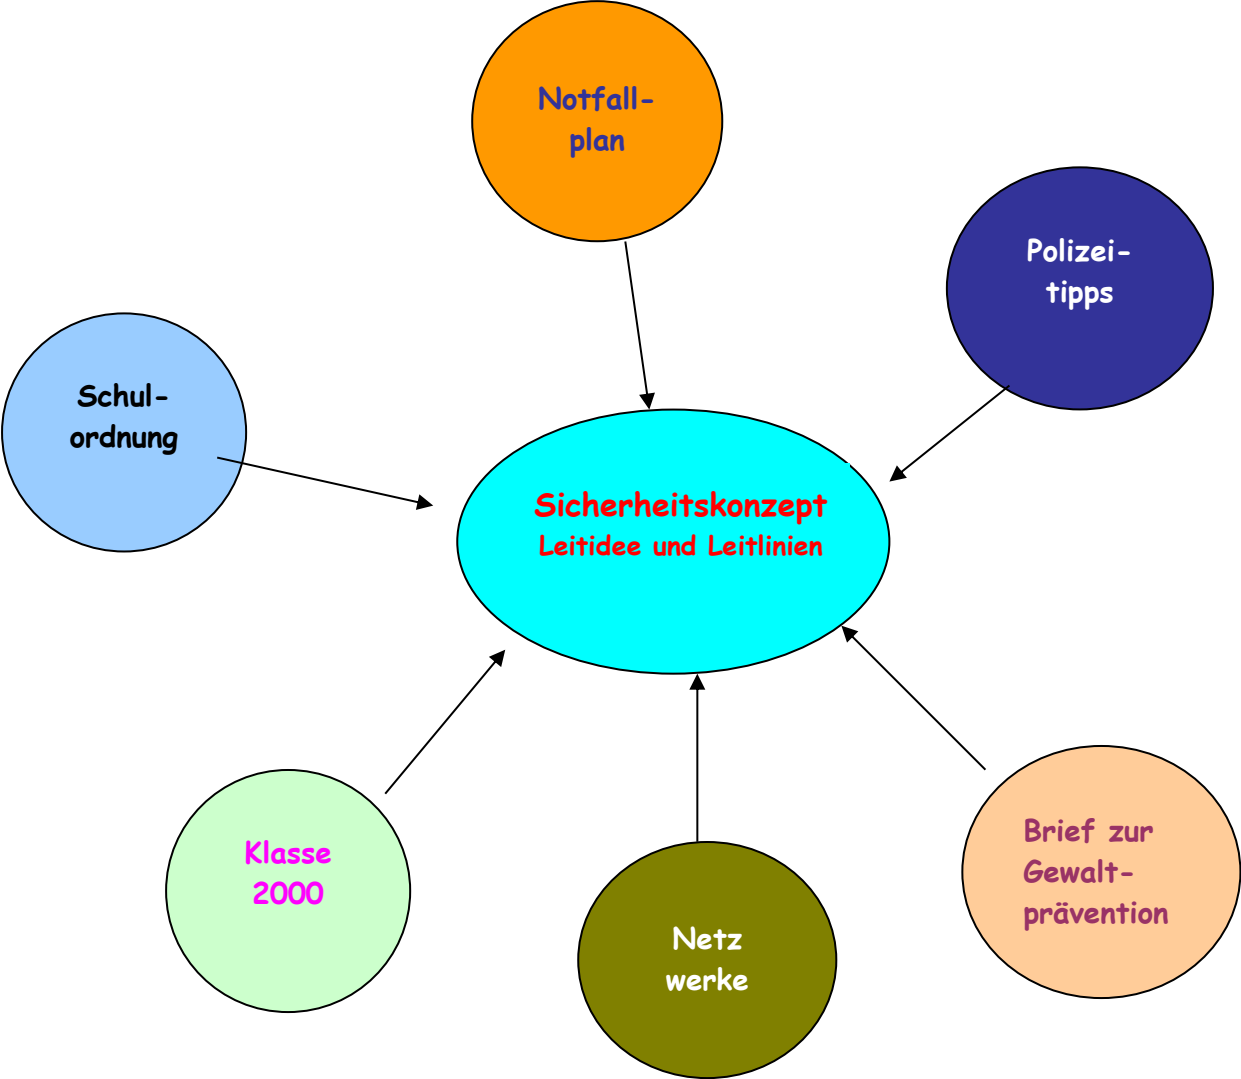 Notfall-
plan
Polizei-
tipps
Schul-
ordnung
Sicherheitskonzept
Leitidee und Leitlinien
Klasse
2000
Netz
werke
Brief zur
Gewalt-
prävention